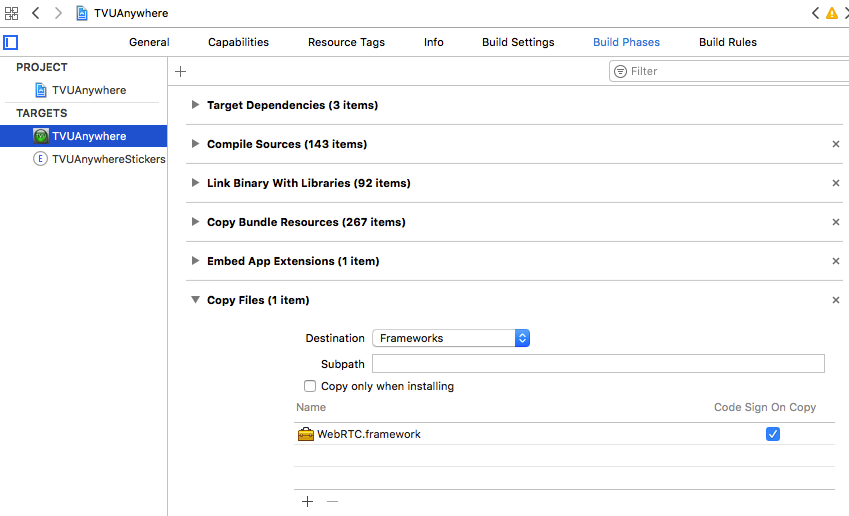 TVUAnywhere
General Capabilities Resource Tags Info Build Settings Build Phases Build Rules
PROJECT
TVUAnywhere
TARGETS
TVUAnywhere
E TVUAnywhereStickers
Filter
Target Dependencies (3 items)
Compile Sources (143 items)
Link Binary With Libraries (92 items)
Copy Bundle Resources (267 items)
Embed App Extensions (1 item)
Copy Files (1 item)
Destination Frameworks
Subpath
Copy only when installing
Name Code Sign On Copy
WebRTC.framework